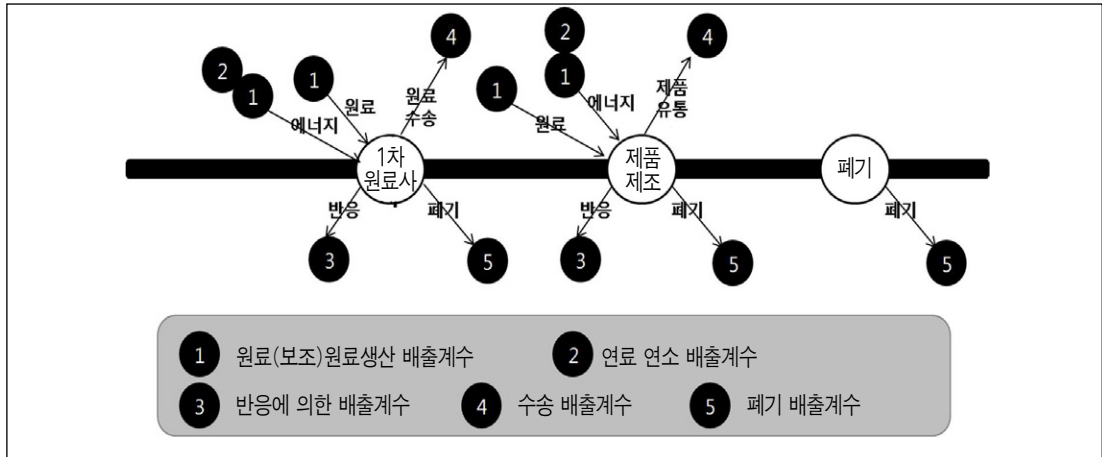 2
1
1
4
2
1
1
4
에너지
원료
원료
수송
원료
에너지
제품
유통
1차
원료사
제품
제조
폐기
반응
폐기
반응
폐기
폐기
3
5
3
5
5
1 원료(보조)원료생산 배출계수
2 연료 연소 배출계수
3 반응에 의한 배출계수
4 수송 배출계수
5 폐기 배출계수